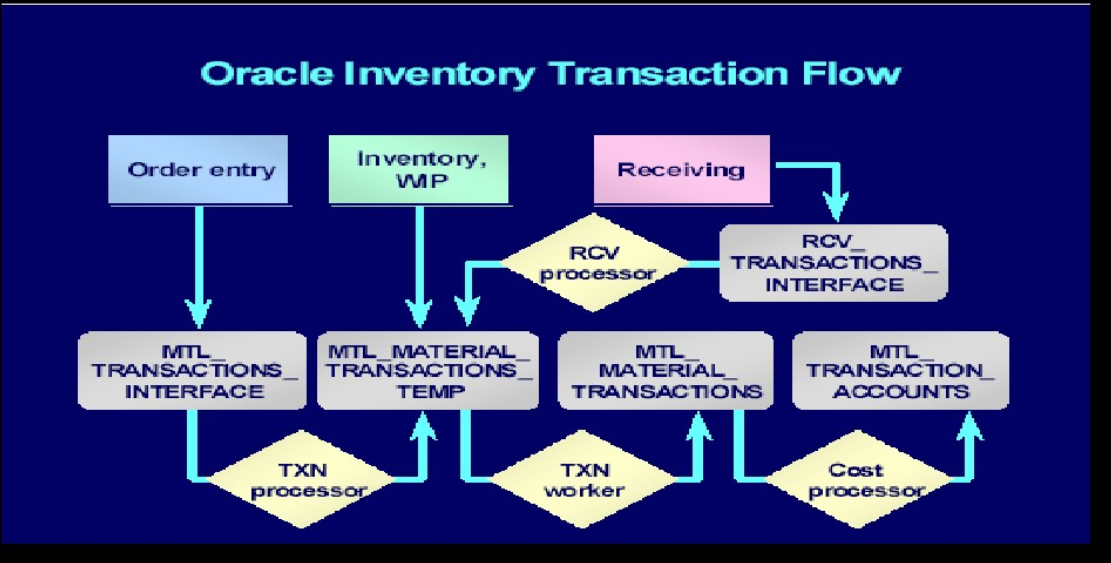 Oracle Inventory Transaction Flow
Order entry
Inventory,
WIP
Receiving
RCV
processor
RCV_
TRANSACTIONS_
INTERFACE
MTL_
TRANSACTIONS_
INTERFACE
MTL_MATERIAL_
TRANSACTIONS_
TEMP
MTL_
MATERIAL_
TRANSACTIONS
MTL_
TRANSACTION_
ACCOUNTS
TXN
processor
TXN
worker
Cost
processor